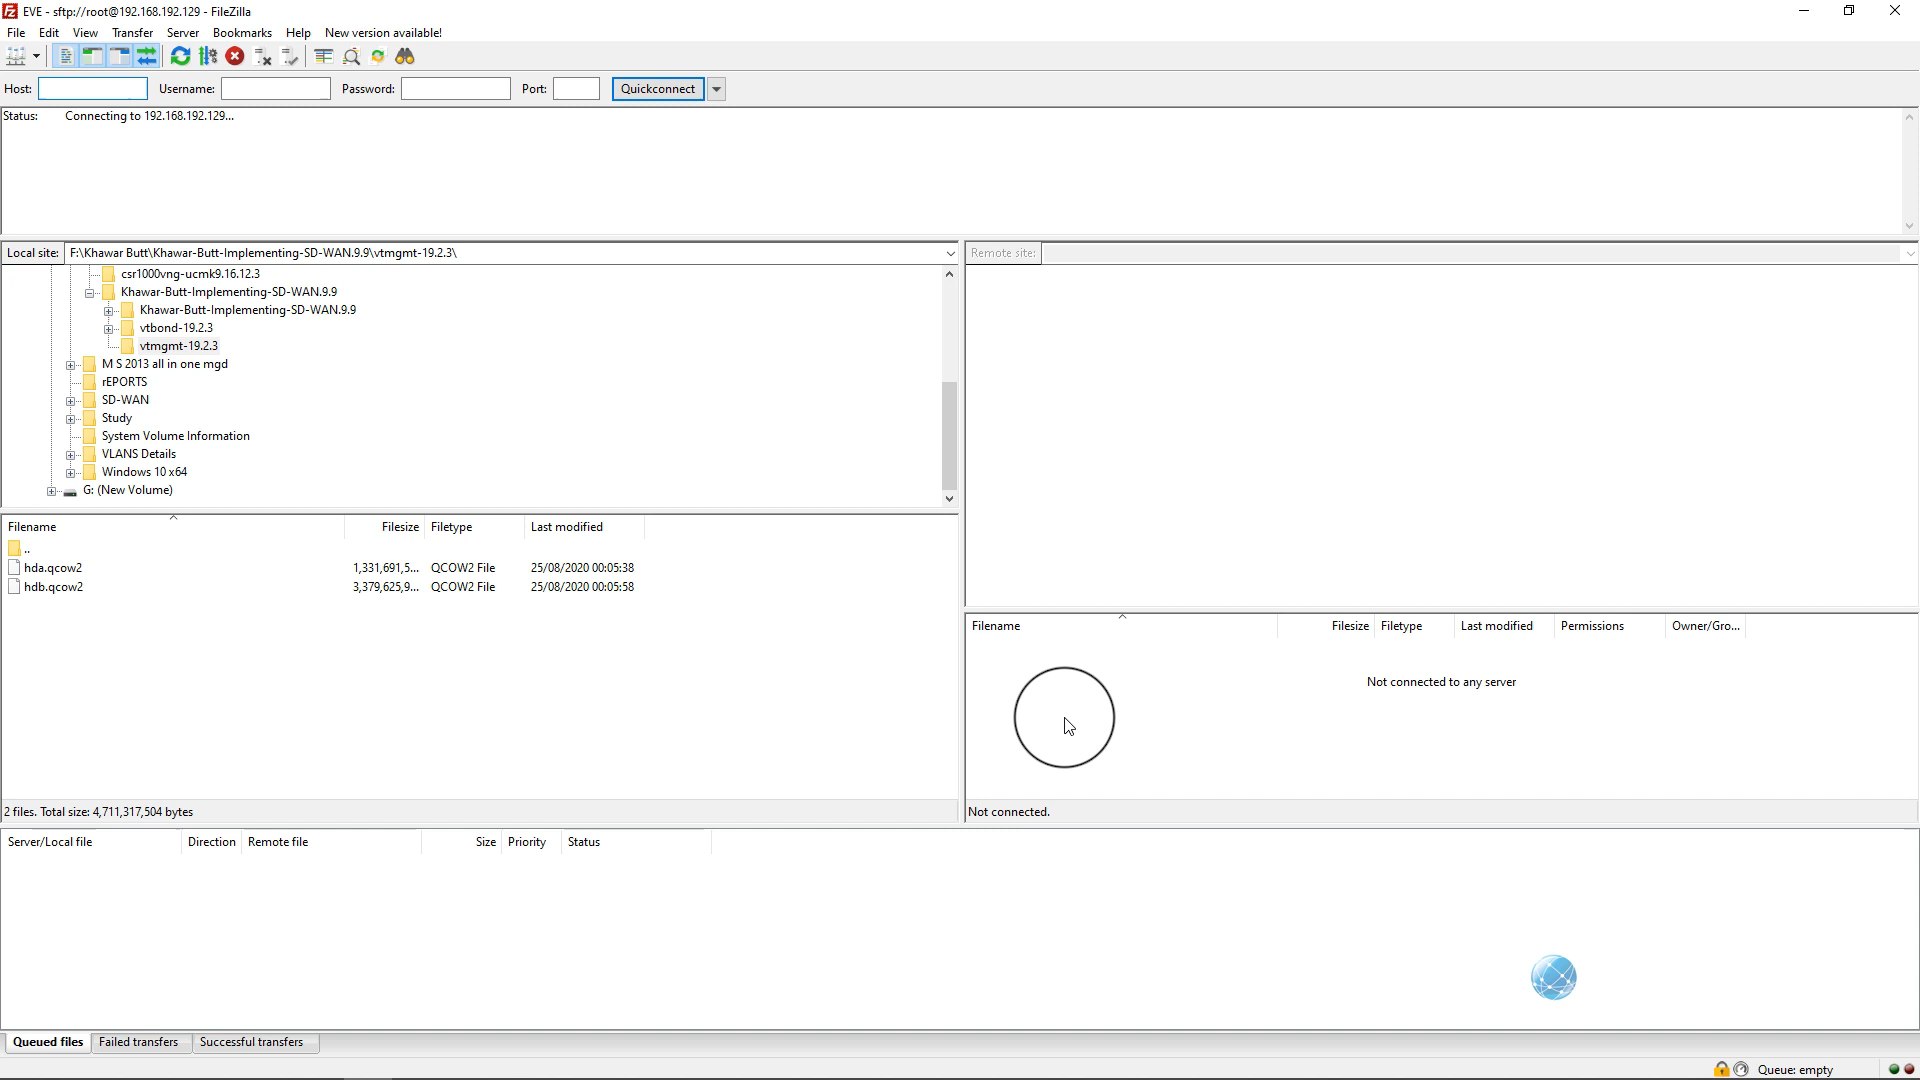 EVE - sftp://root@192.168.192.129 - FileZilla
File Edit View Transfer Server Bookmarks Help New version available!
Host: Username: Password: Port: Quickconnect
Status: Connecting to 192.168.192.129...
Local site: F:\Khawar Butt\Khawar-Butt-Implementing-SD-WAN.9.9\vtmgmt-19.2.3\
Remote site:
csr1000vng-ucmk9.16.12.3
Khawar-Butt-Implementing-SD-WAN.9.9
Khawar-Butt-Implementing-SD-WAN.9.9
vtbond-19.2.3
vtmgmt-19.2.3
M S 2013 all in one mgd
rEPORTS
SD-WAN
Study
System Volume Information
VLANS Details
Windows 10 x64
G: (New Volume)
Filename Filesize Filetype Last modified
..
hda.qcow2 1,331,691,5... QCOW2 File 25/08/2020 00:05:38
hdb.qcow2 3,379,625,9... QCOW2 File 25/08/2020 00:05:58
2 files. Total size: 4,711,317,504 bytes
Filename Filesize Filetype Last modified Permissions Owner/Gro...
Not connected to any server
Not connected.
Server/Local file Direction Remote file Size Priority Status
Queued files Failed transfers Successful transfers
Queue: empty